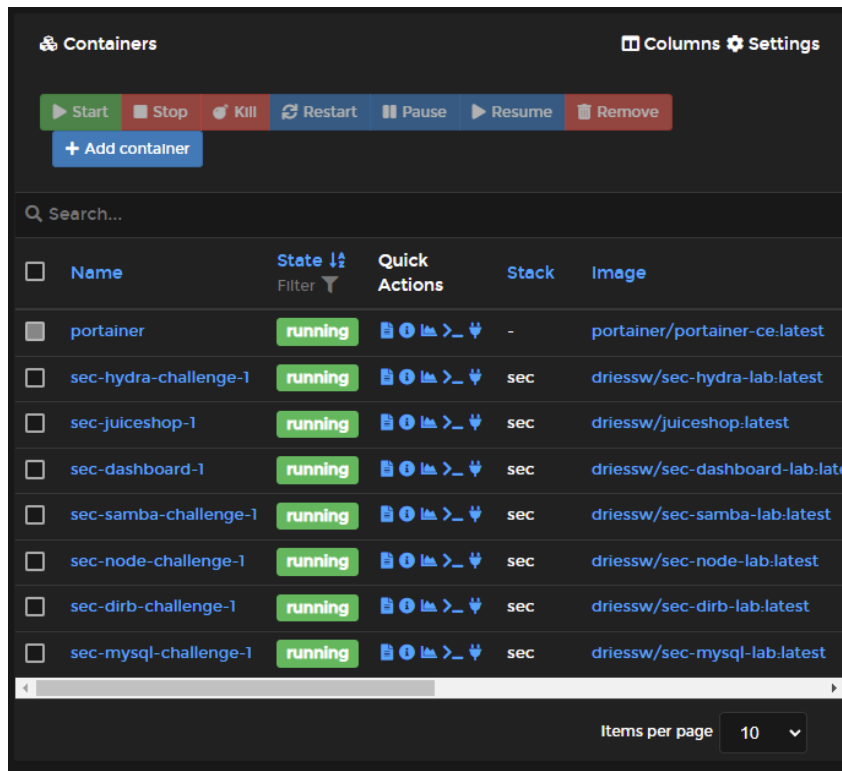 Containers Columns Settings
Start Stop Kill Restart Pause Resume Remove
+ Add container
Search...
Name State Quick Actions Stack Image
Filter
portainer running - portainer/portainer-ce:latest
sec-hydra-challenge-1 running sec driessw/sec-hydra-lab:latest
sec-juiceshop-1 running sec driessw/juiceshop:latest
sec-dashboard-1 running sec driessw/sec-dashboard-lab:late
sec-samba-challenge-1 running sec driessw/sec-samba-lab:latest
sec-node-challenge-1 running sec driessw/sec-node-lab:latest
sec-dirb-challenge-1 running sec driessw/sec-dirb-lab:latest
sec-mysql-challenge-1 running sec driessw/sec-mysql-lab:latest
Items per page 10